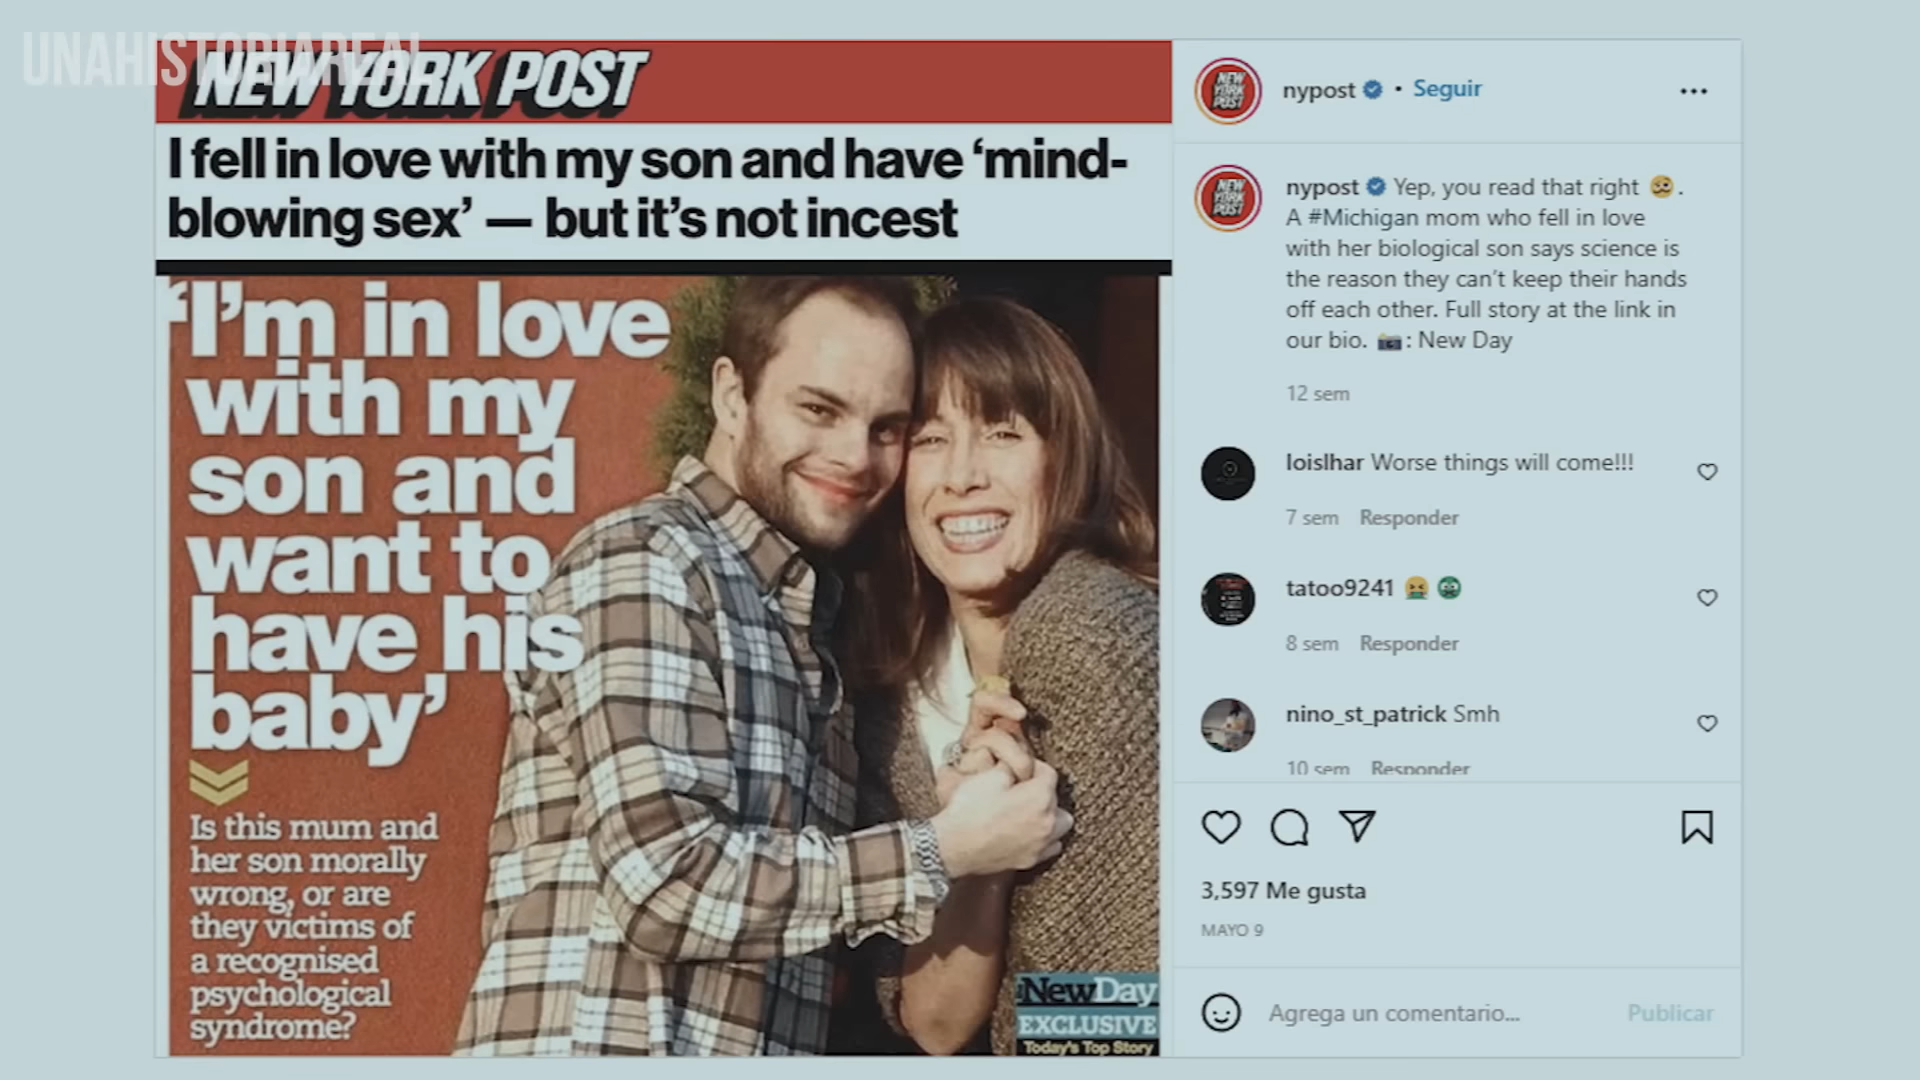 UNAHISTORIAREAL
NEW YORK POST
I fell in love with my son and have ‘mind-
blowing sex’ — but it’s not incest
‘I’m in love
with my
son and
want to
have his
baby’
Is this mum and
her son morally
wrong, or are
they victims of
a recognised
psychological
syndrome?
NewDay
EXCLUSIVE
Today's Top Story
NEW YORK POST
nypost • Seguir
NEW YORK POST
nypost Yep, you read that right 🥴.
A #Michigan mom who fell in love
with her biological son says science is
the reason they can’t keep their hands
off each other. Full story at the link in
our bio. 📸: New Day
12 sem
loislhar Worse things will come!!!
7 sem Responder
tatoo9241 🤮 🤢
8 sem Responder
nino_st_patrick Smh
10 sem Responder
3,597 Me gusta
MAYO 9
Agrega un comentario...
Publicar